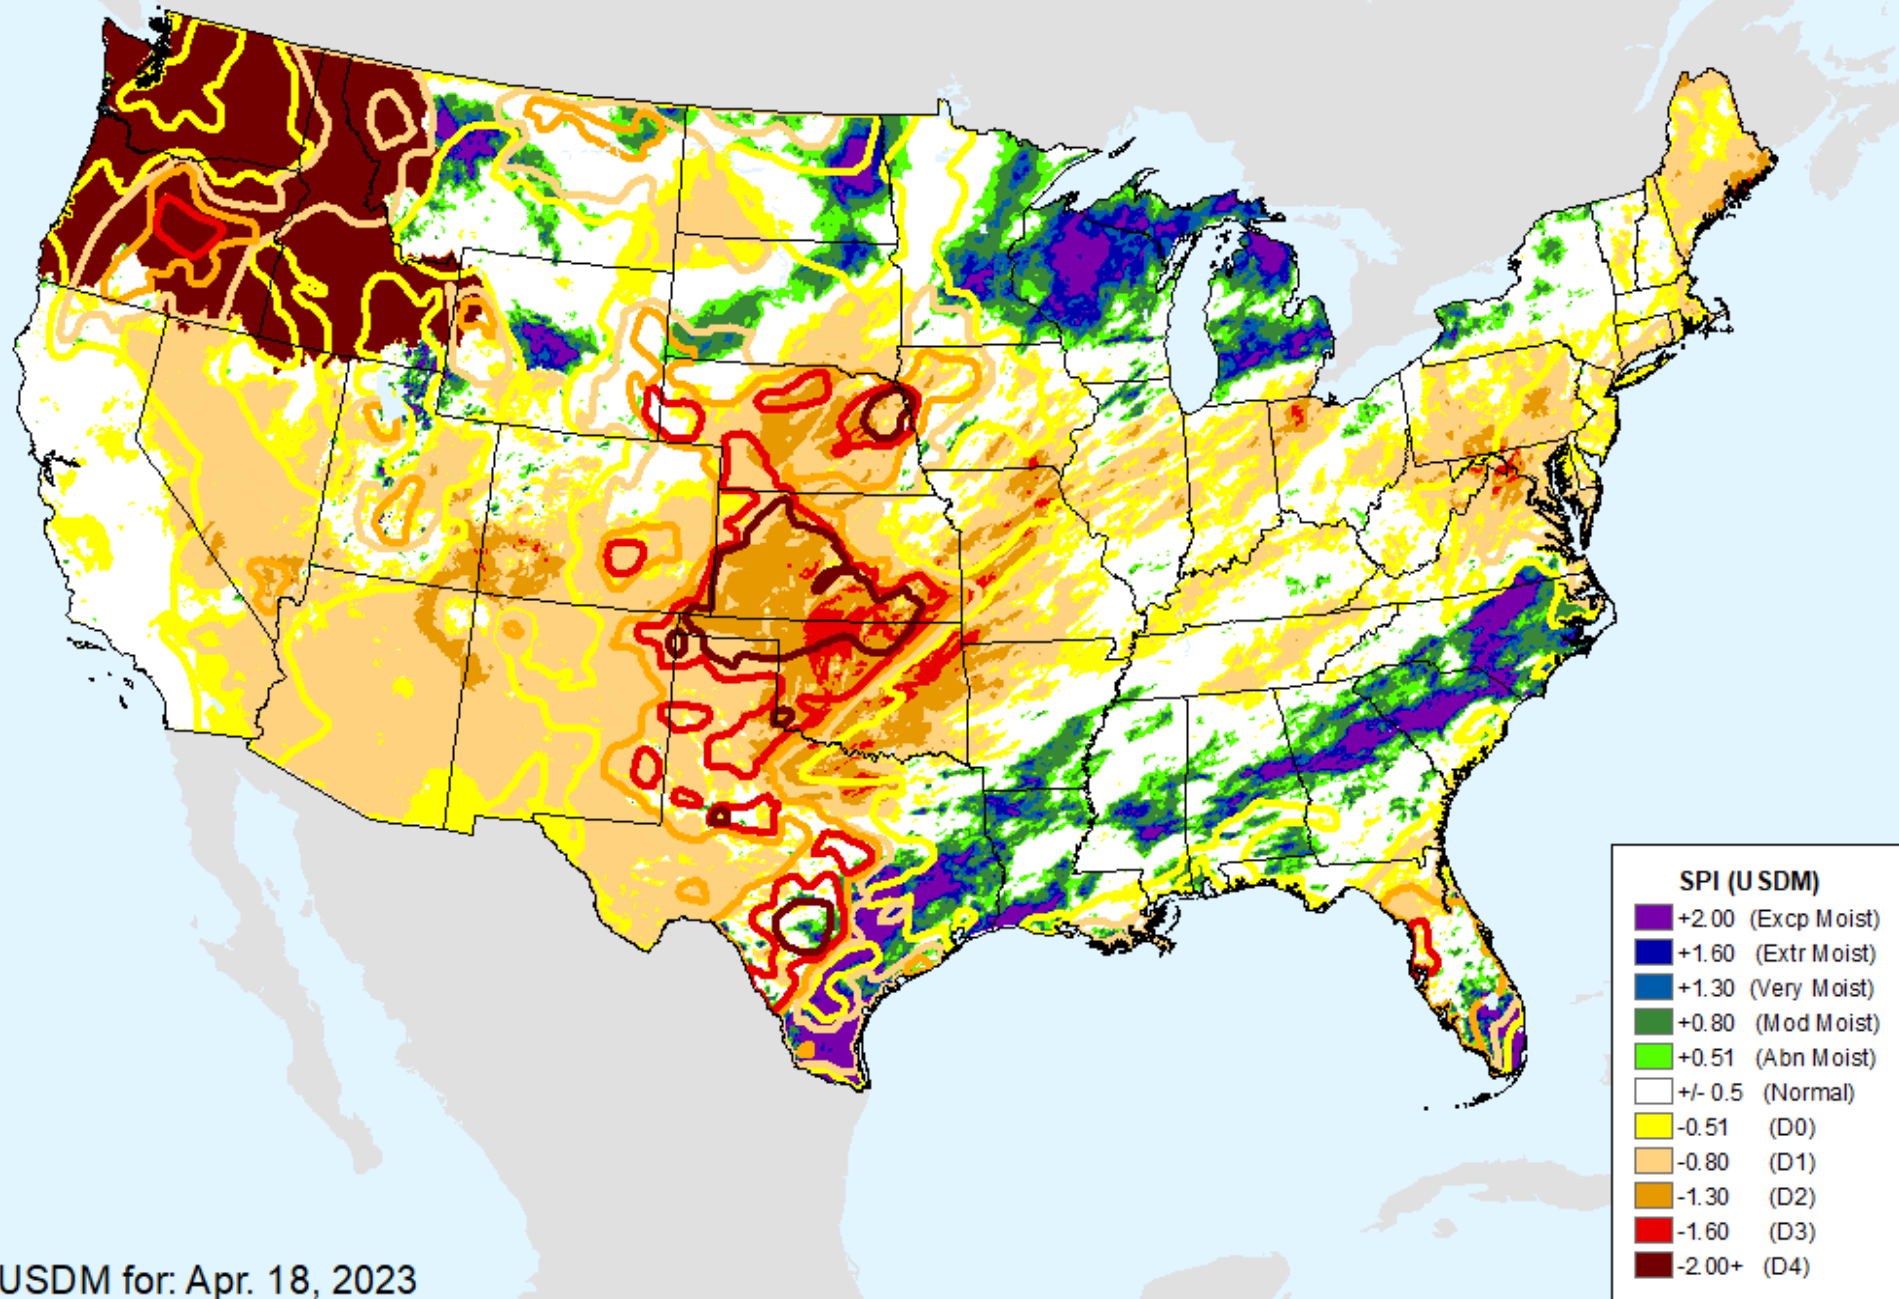 SPI (USDM)
+2.00 (Excp Moist)
+1.60 (Extr Moist)
+1.30 (Very Moist)
+0.80 (Mod Moist)
+0.51 (Abn Moist)
+/- 0.5 (Normal)
-0.51 (D0)
-0.80 (D1)
-1.30 (D2)
-1.60 (D3)
-2.00+ (D4)
USDM for: Apr. 18, 2023